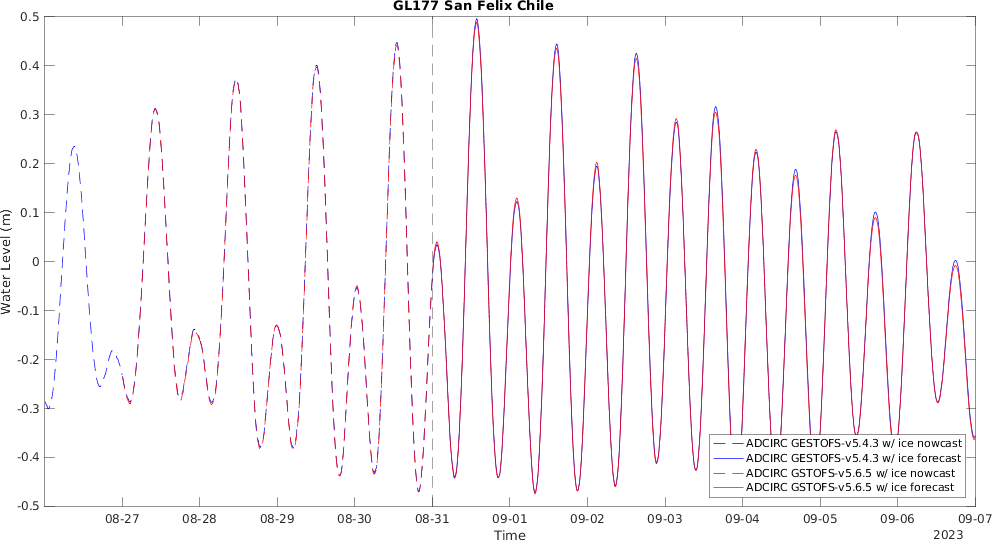 GL177 San Felix Chile
0.5
0.4
0.3
0.2
0.1
0
-0.1
-0.2
-0.3
-0.4
-0.5
Water Level (m)
ADCIRC GESTOFS-v5.4.3 w/ ice nowcast
ADCIRC GESTOFS-v5.4.3 w/ ice forecast
ADCIRC GSTOFS-v5.6.5 w/ ice nowcast
ADCIRC GSTOFS-v5.6.5 w/ ice forecast
08-27 08-28 08-29 08-30 08-31 09-01 09-02 09-03 09-04 09-05 09-06 09-07
Time
2023